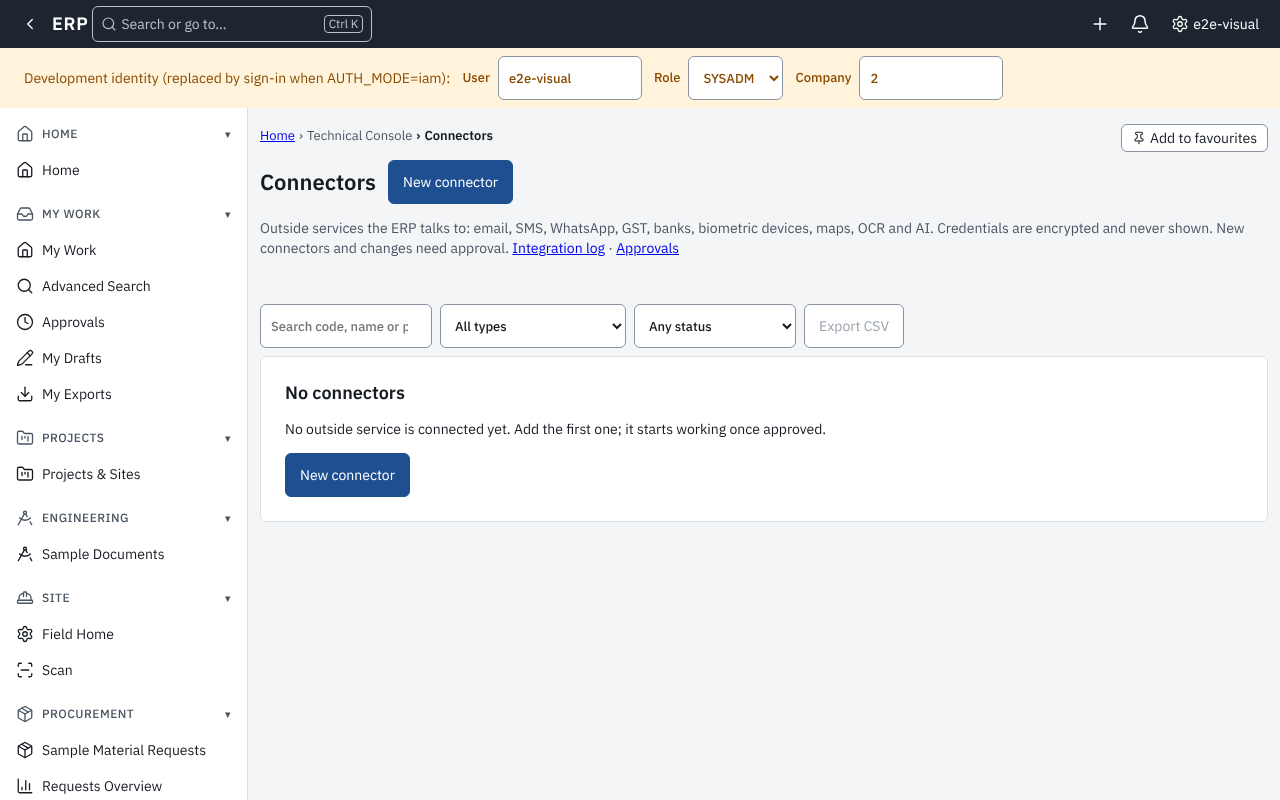 ERP
Search or go to...
Ctrl K
e2e-visual
Development identity (replaced by sign-in when AUTH_MODE=iam):
User
e2e-visual
Role
SYSADM
Company
2
HOME
Home
MY WORK
My Work
Advanced Search
Approvals
My Drafts
My Exports
PROJECTS
Projects & Sites
ENGINEERING
Sample Documents
SITE
Field Home
Scan
PROCUREMENT
Sample Material Requests
Requests Overview
Home › Technical Console › Connectors
Add to favourites
Connectors
New connector
Outside services the ERP talks to: email, SMS, WhatsApp, GST, banks, biometric devices, maps, OCR and AI. Credentials are encrypted and never shown. New
connectors and changes need approval. Integration log · Approvals
Search code, name or p
All types
Any status
Export CSV
No connectors
No outside service is connected yet. Add the first one; it starts working once approved.
New connector